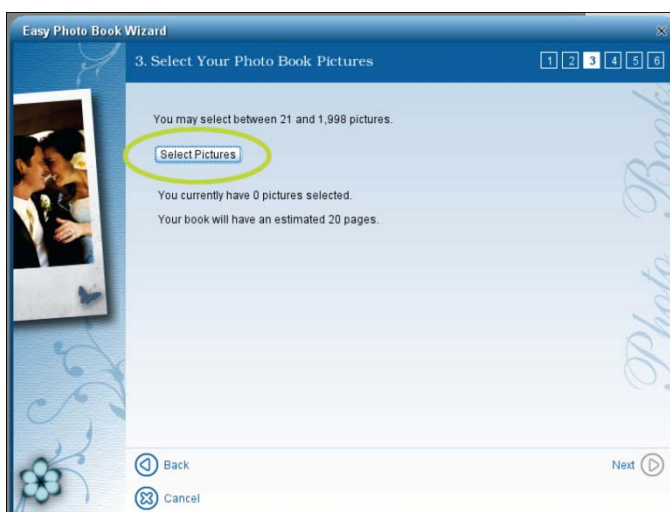 Easy Photo Book Wizard
3. Select Your Photo Book Pictures
1 2 3 4 5 6
You may select between 21 and 1,998 pictures.
Select Pictures
You currently have 0 pictures selected.
Your book will have an estimated 20 pages.
Photo Book
Back
Next
Cancel